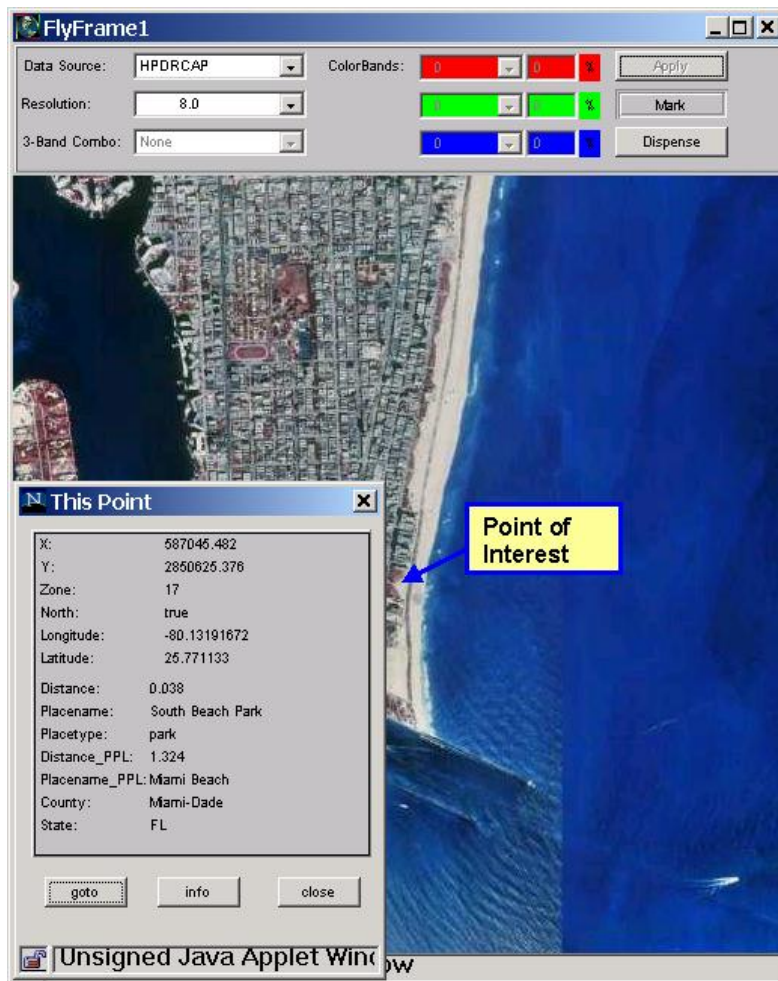 FlyFrame1
Data Source: HPDRCAP ColorBands: 0 0 % Apply
Resolution: 8.0 0 0 % Mark
3-Band Combo: None 0 0 % Dispense
Point of
Interest
This Point
X: 587045.482
Y: 2850625.376
Zone: 17
North: true
Longitude: -80.13191672
Latitude: 25.771133
Distance: 0.038
Placename: South Beach Park
Placetype: park
Distance_PPL: 1.324
Placename_PPL: Miami Beach
County: Miami-Dade
State: FL
goto info close
Unsigned Java Applet Wind
ow